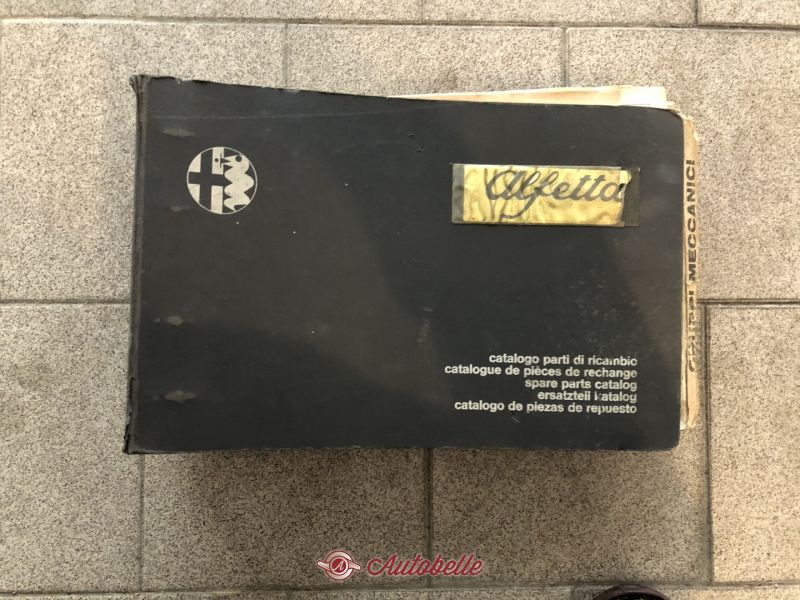 Alfetta
GRUPPI MECCANICI
catalogo parti di ricambio
catalogue de pièces de rechange
spare parts catalog
ersatzteil katalog
catalogo de piezas de repuesto
A Autobelle